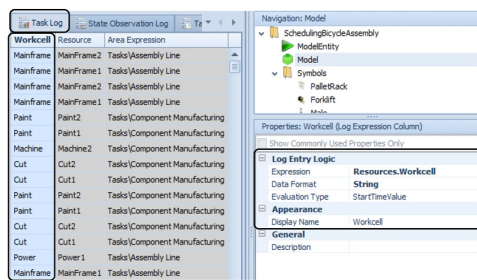 Task Log State Observation Log Ta
Workcell Resource Area Expression
Mainframe MainFrame2 Tasks\Assembly Line
Mainframe MainFrame1 Tasks\Assembly Line
Mainframe MainFrame2 Tasks\Assembly Line
Mainframe MainFrame1 Tasks\Assembly Line
Paint Paint2 Tasks\Component Manufacturing
Paint Paint1 Tasks\Component Manufacturing
Machine Machine2 Tasks\Component Manufacturing
Cut Cut2 Tasks\Component Manufacturing
Cut Cut1 Tasks\Component Manufacturing
Paint Paint2 Tasks\Component Manufacturing
Paint Paint1 Tasks\Component Manufacturing
Cut Cut2 Tasks\Component Manufacturing
Cut Cut1 Tasks\Component Manufacturing
Power Power1 Tasks\Assembly Line
Mainframe MainFrame1 Tasks\Assembly Line
Navigation: Model
SchedulingBicycleAssembly
ModelEntity
Model
Symbols
PalletRack
Forklift
Male
Properties: Workcell (Log Expression Column)
Show Commonly Used Properties Only
Log Entry Logic
Expression Resources.Workcell
Data Format String
Evaluation Type StartTimeValue
Appearance
Display Name Workcell
General
Description